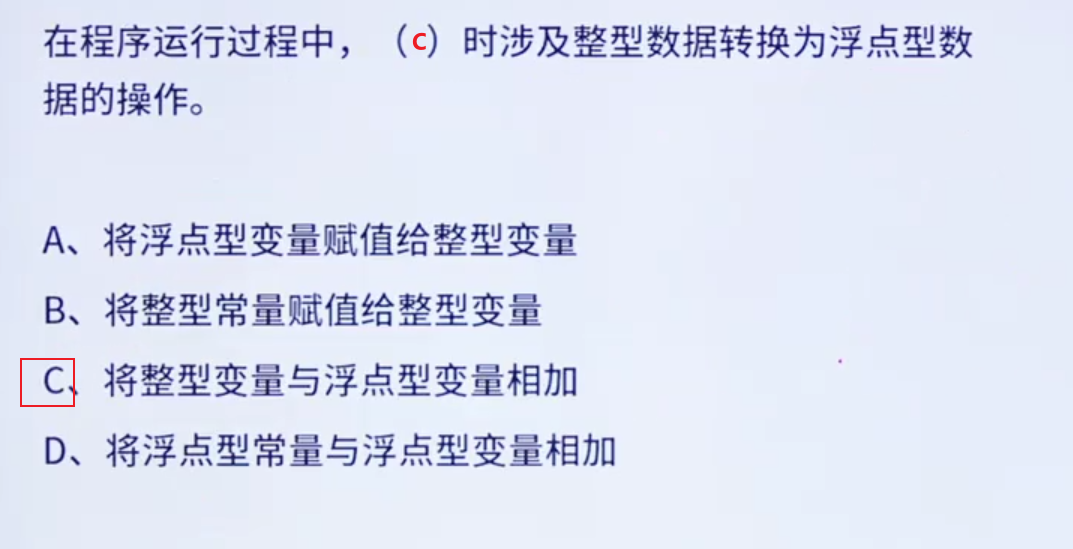 在程序运行过程中，（c）时涉及整型数据转换为浮点型数
据的操作。
A、将浮点型变量赋值给整型变量
B、将整型常量赋值给整型变量
C、将整型变量与浮点型变量相加
D、将浮点型常量与浮点型变量相加